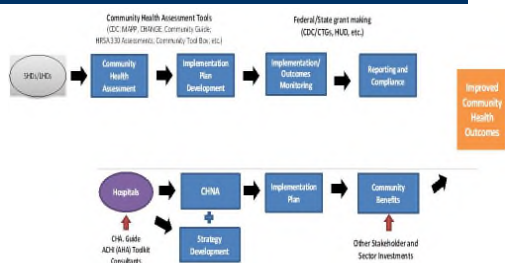 Community Health Assessment Tools
(CDC: MAPP, CHANGE, Community Guide;
HRSA 330 Assessments; Community Tool Box; etc.)
Federal/State grant making
(CDC/CTGs, HUD, etc.)
SHDs/LHDs
Community
Health
Assessment
Implementation
Plan
Development
Implementation/
Outcomes
Monitoring
Reporting and
Compliance
Improved
Community
Health
Outcomes
Hospitals
CHNA
Implementation
Plan
Community
Benefits
Strategy
Development
CHA. Guide
ACHI (AHA) Toolkit
Consultants
Other Stakeholder and
Sector Investments